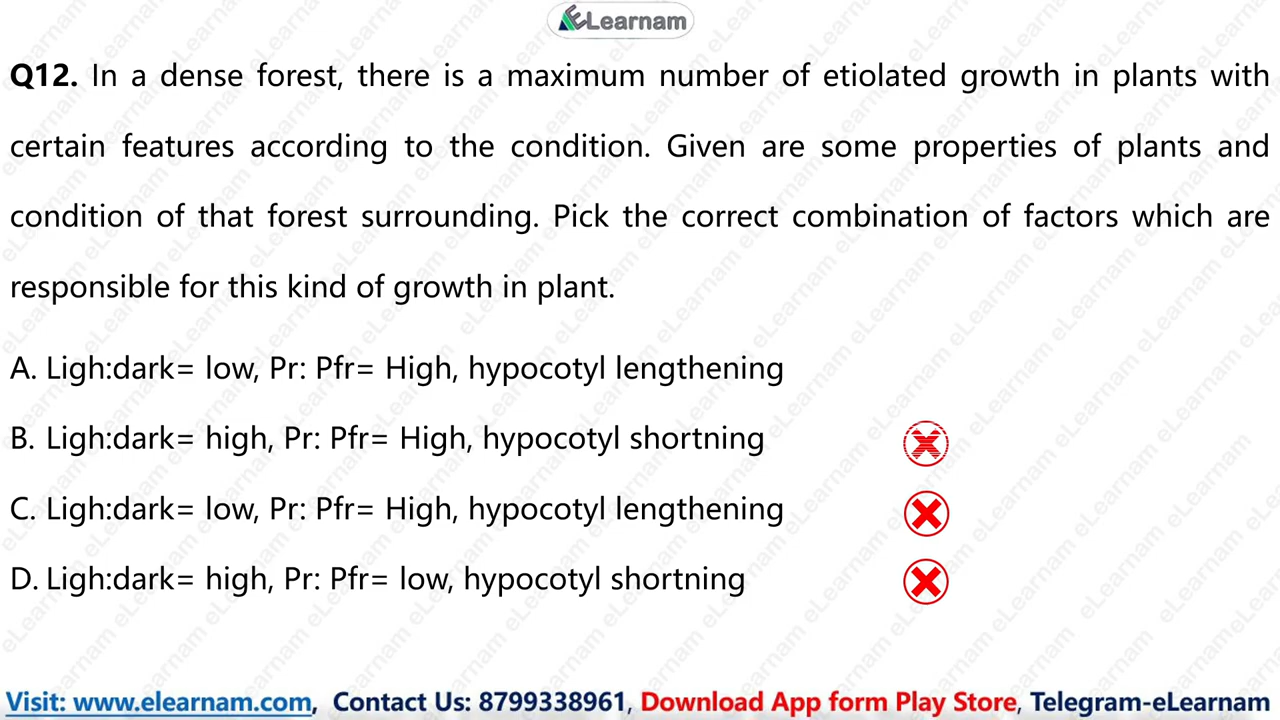 ELearnam
Q12. In a dense forest, there is a maximum number of etiolated growth in plants with
certain features according to the condition. Given are some properties of plants and
condition of that forest surrounding. Pick the correct combination of factors which are
responsible for this kind of growth in plant.
A. Ligh:dark= low, Pr: Pfr= High, hypocotyl lengthening
B. Ligh:dark= high, Pr: Pfr= High, hypocotyl shortning
C. Ligh:dark= low, Pr: Pfr= High, hypocotyl lengthening
D. Ligh:dark= high, Pr: Pfr= low, hypocotyl shortning
Visit: www.elearnam.com, Contact Us: 8799338961, Download App form Play Store, Telegram-eLearnam